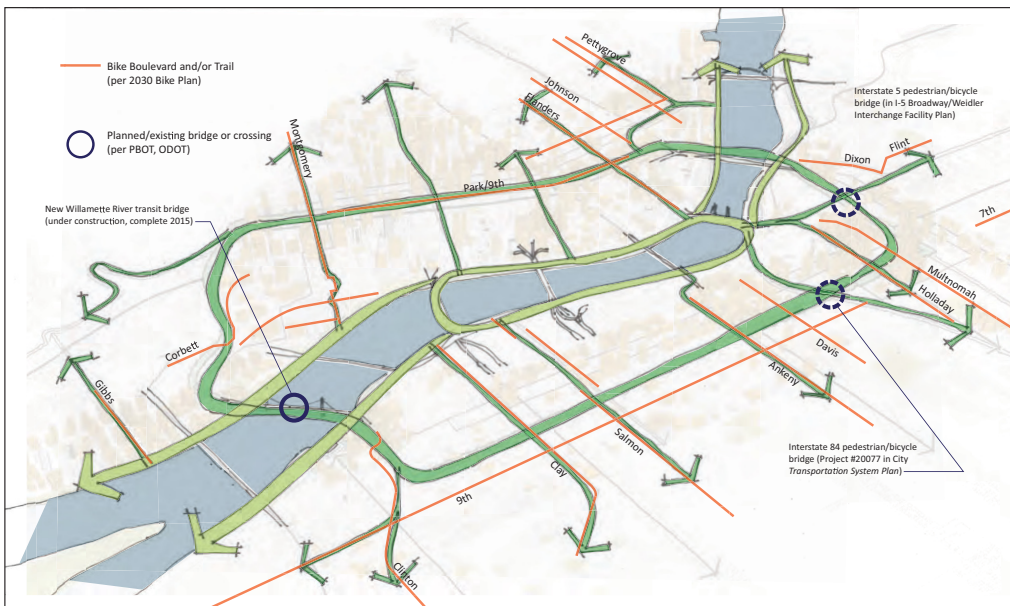 Bike Boulevard and/or Trail
(per 2030 Bike Plan)
Planned/existing bridge or crossing
(per PBOT, ODOT)
New Willamette River transit bridge
(under construction, complete 2015)
Interstate 5 pedestrian/bicycle
bridge (in I-5 Broadway/Weidler
Interchange Facility Plan)
Interstate 84 pedestrian/bicycle
bridge (Project #20077 in City
Transportation System Plan)
Pettygrove
Johnson
Flanders
Montgomery
Park/9th
Dixon
Flint
7th
Multnomah
Holladay
Corbett
Gibbs
Davis
Ankeny
Salmon
Clay
9th
Clinton